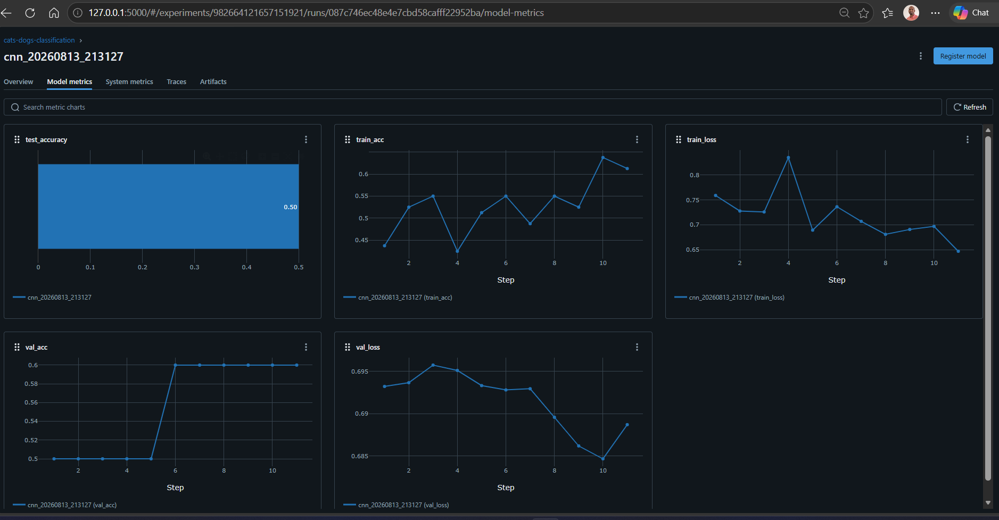 127.0.0.1:5000/#/experiments/982664121657151921/runs/087c746ec48e4e7cbd58cafff22952ba/model-metrics
Chat
cats-dogs-classification
cnn_20260813_213127
Register model
Overview
Model metrics
System metrics
Traces
Artifacts
Search metric charts
Refresh
test_accuracy
0.50
0 0.1 0.2 0.3 0.4 0.5
cnn_20260813_213127
train_acc
0.6
0.55
0.5
0.45
2 4 6 8 10
Step
cnn_20260813_213127 (train_acc)
train_loss
0.8
0.75
0.7
0.65
2 4 6 8 10
Step
cnn_20260813_213127 (train_loss)
val_acc
0.6
0.58
0.56
0.54
0.52
0.5
2 4 6 8 10
Step
cnn_20260813_213127 (val_acc)
val_loss
0.695
0.69
0.685
2 4 6 8 10
Step
cnn_20260813_213127 (val_loss)